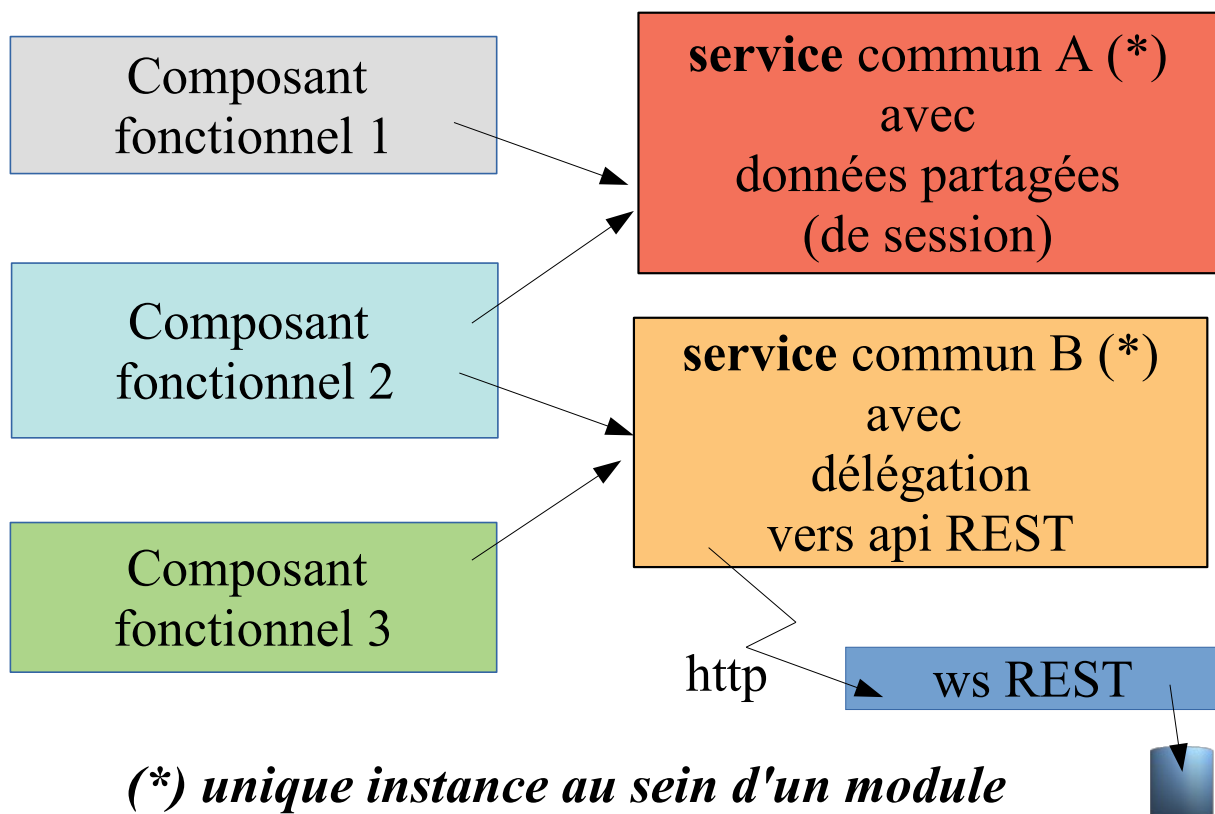 Composant
fonctionnel 1
service commun A (*)
avec
données partagées
(de session)
Composant
fonctionnel 2
service commun B (*)
avec
délégation
vers api REST
Composant
fonctionnel 3
http
ws REST
(*) unique instance au sein d'un module